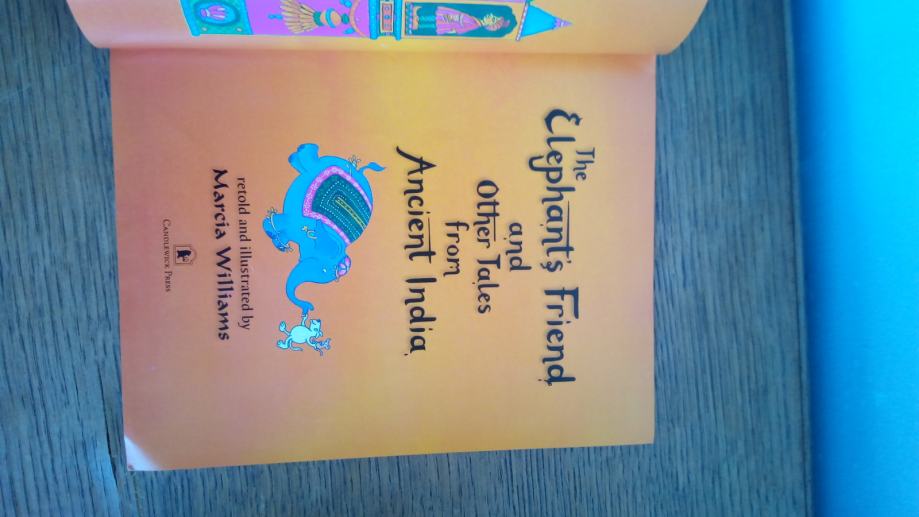 The
Elephant's Friend
and
Other Tales
from
Ancient India
retold and illustrated by
Marcia Williams
CANDLEWICK PRESS